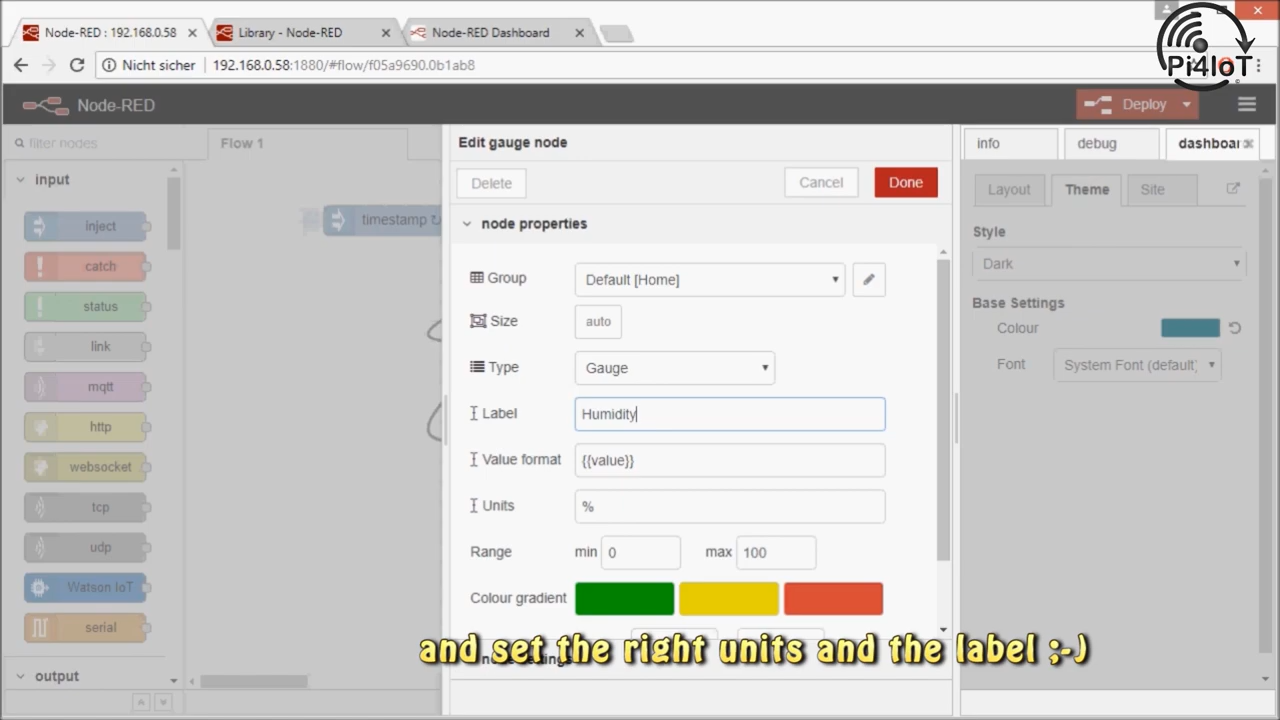 Node-RED : 192.168.0.58
Library - Node-RED
Node-RED Dashboard
Pi4IoT
Nicht sicher
192.168.0.58:1880/#flow/f05a9690.0b1ab8
Node-RED
Deploy
filter nodes
Flow 1
Edit gauge node
info
debug
dashboar
input
Delete
Cancel
Done
Layout
Theme
Site
inject
timestamp
node properties
Style
catch
Group
Default [Home]
Dark
status
Size
auto
Base Settings
Colour
link
Type
Gauge
Font
System Font (default)
mqtt
Label
Humidity
http
Value format
{{value}}
websocket
Units
%
tcp
Range
min
0
max
100
udp
Watson IoT
Colour gradient
serial
and set the right units and the label ;-)
output